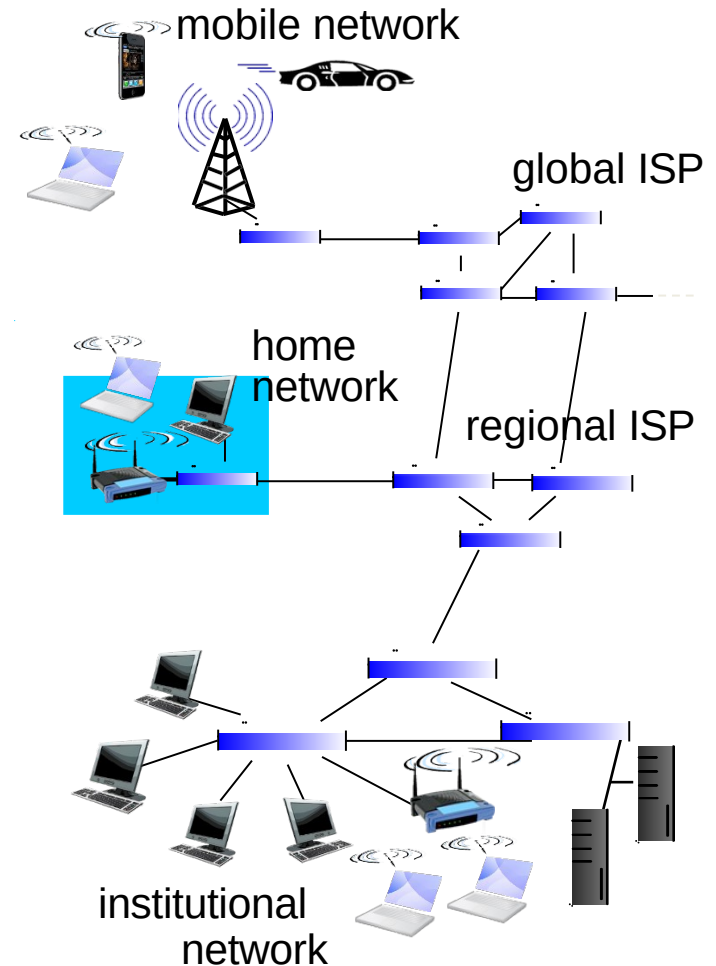 mobile network
global ISP
home
network
regional ISP
institutional
network